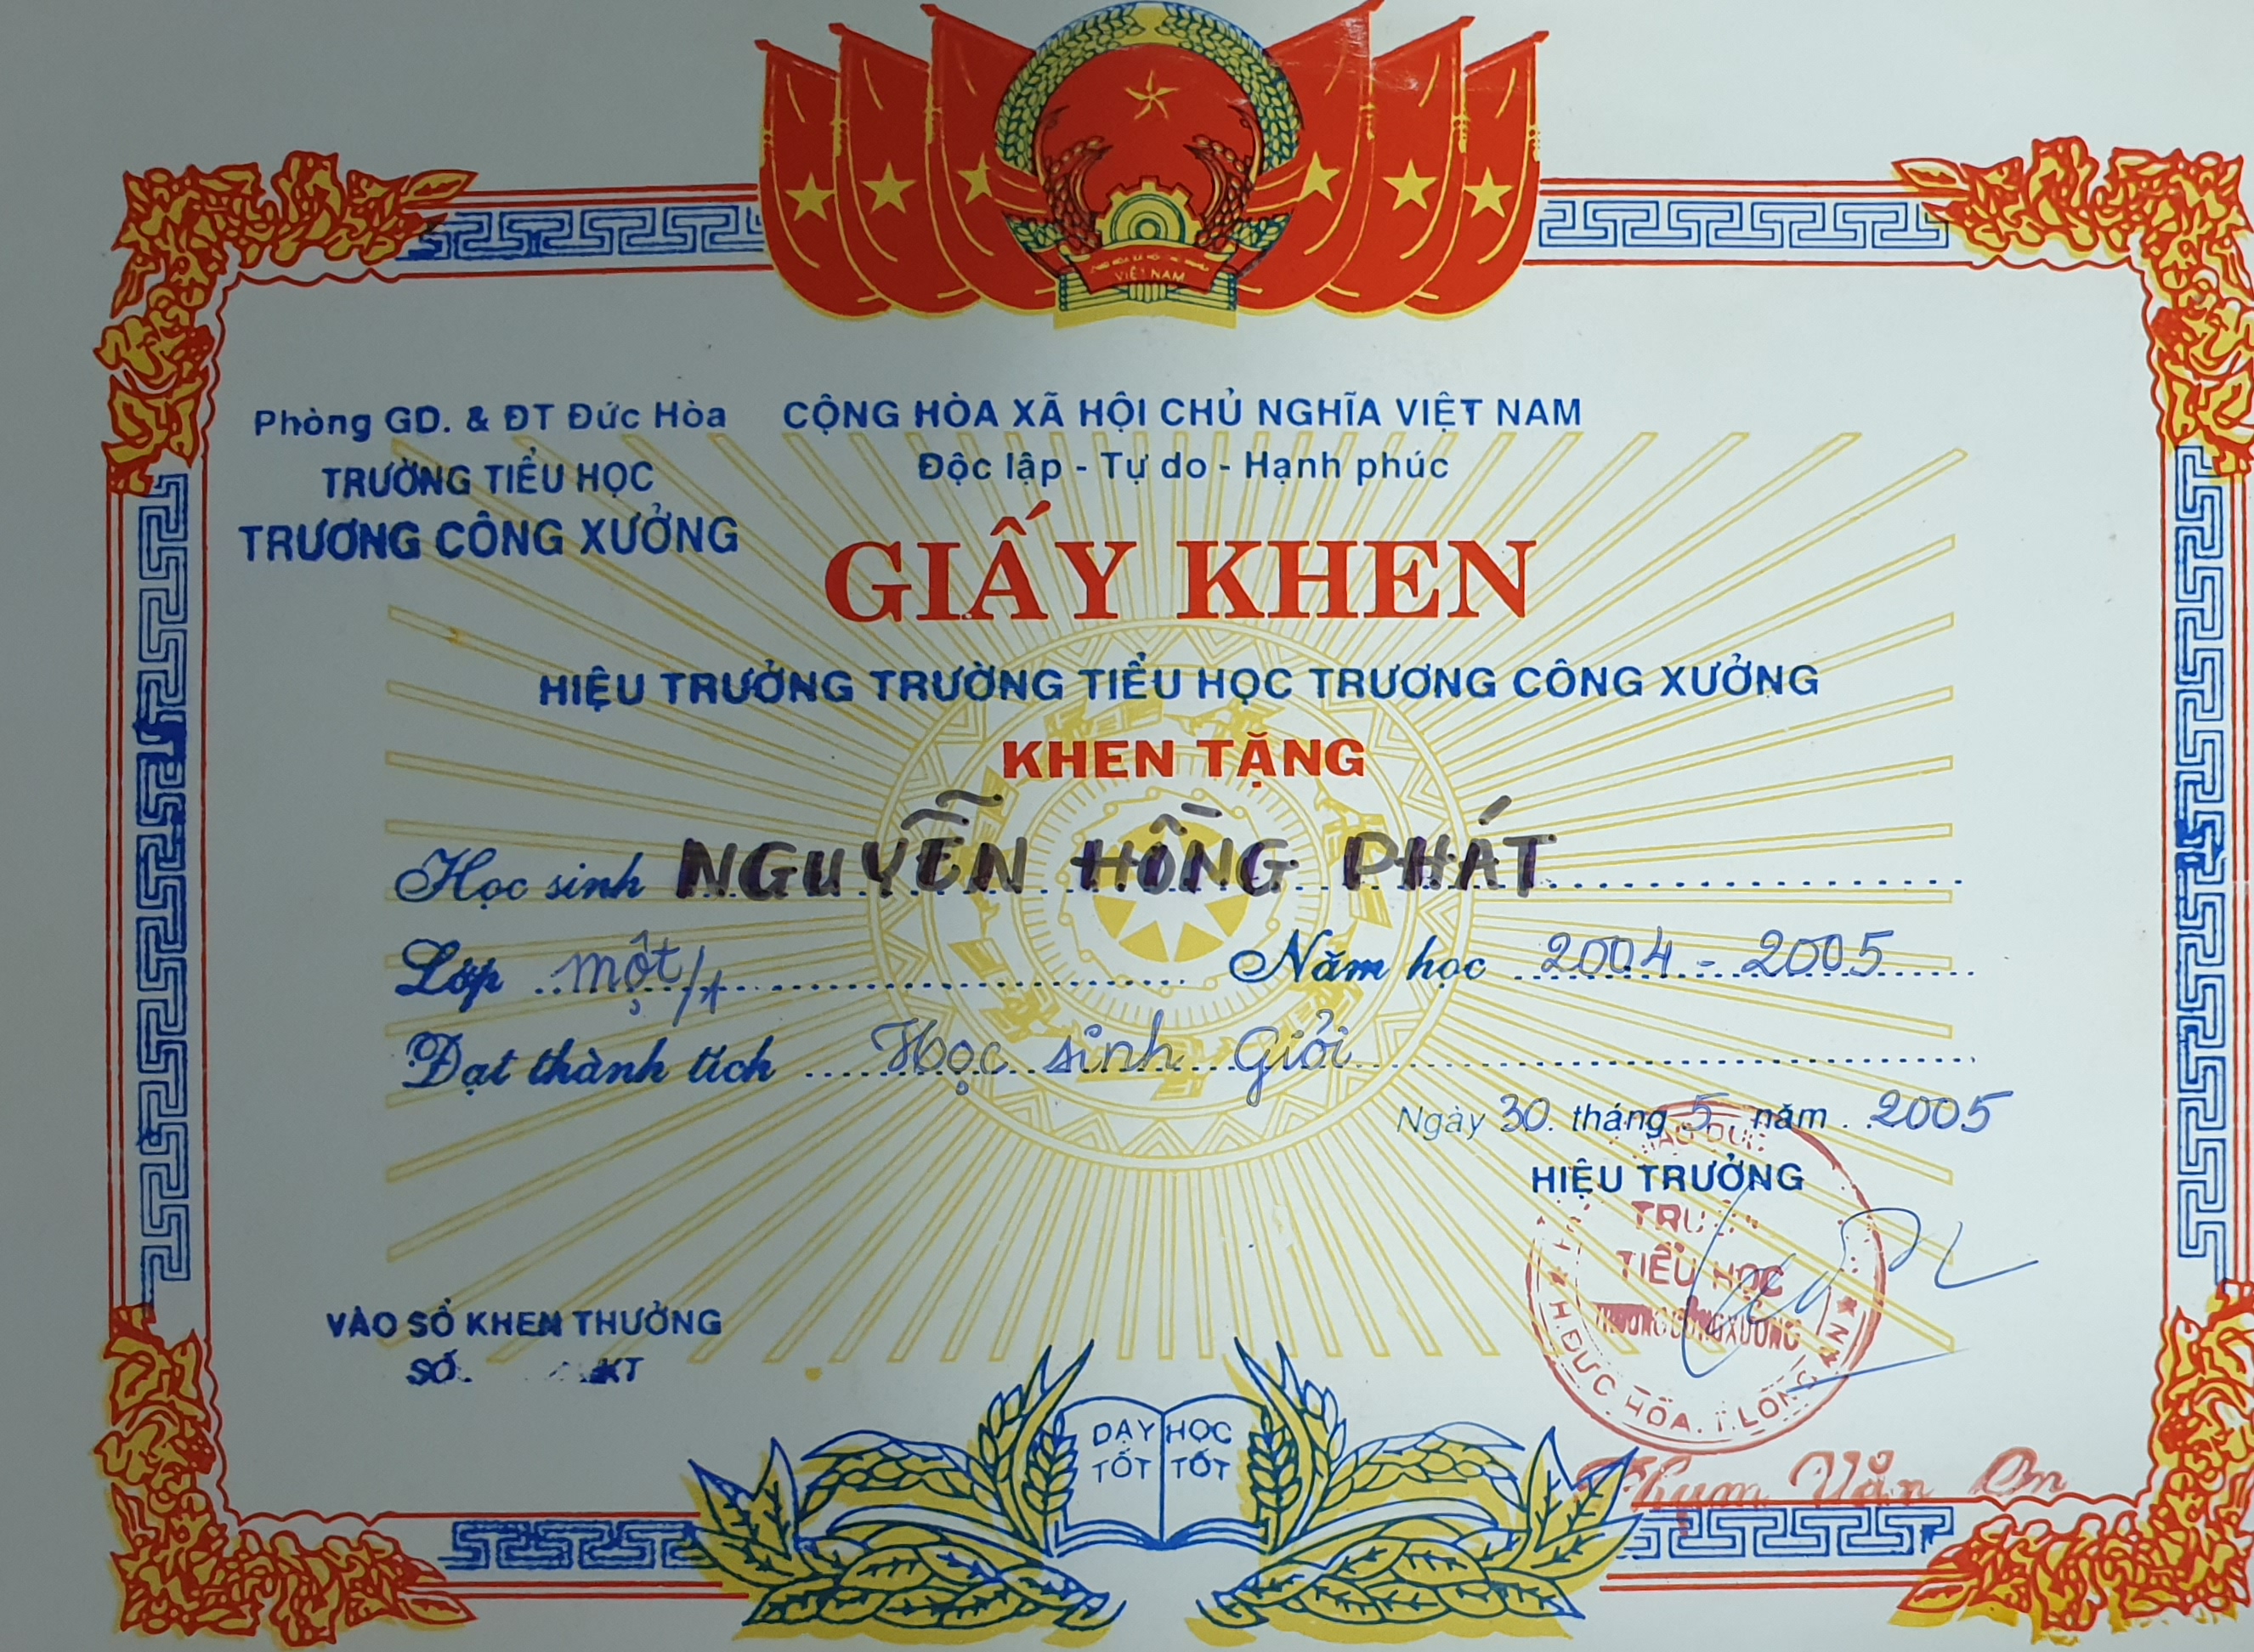 VIỆT NAM
Phòng GD. & ĐT Đức Hòa
TRƯỜNG TIỂU HỌC
TRƯƠNG CÔNG XƯỞNG
CỘNG HÒA XÃ HỘI CHỦ NGHĨA VIỆT NAM
Độc lập - Tự do - Hạnh phúc
GIẤY KHEN
HIỆU TRƯỞNG TRƯỜNG TIỂU HỌC TRƯƠNG CÔNG XƯỞNG
KHEN TẶNG
Học sinh NGUYỄN HỒNG PHÁT
Lớp một/1 Năm học 2004 - 2005
Đạt thành tích Học sinh Giỏi
Ngày 30 tháng 5 năm 2005
HIỆU TRƯỞNG
TIỂU HỌC
TRƯƠNG CÔNG XƯỞNG
H.ĐỨC HÒA. T.LONG AN
VÀO SỔ KHEN THƯỞNG
SỐ. KT
DẠY TỐT
HỌC TỐT
Phạm Văn On